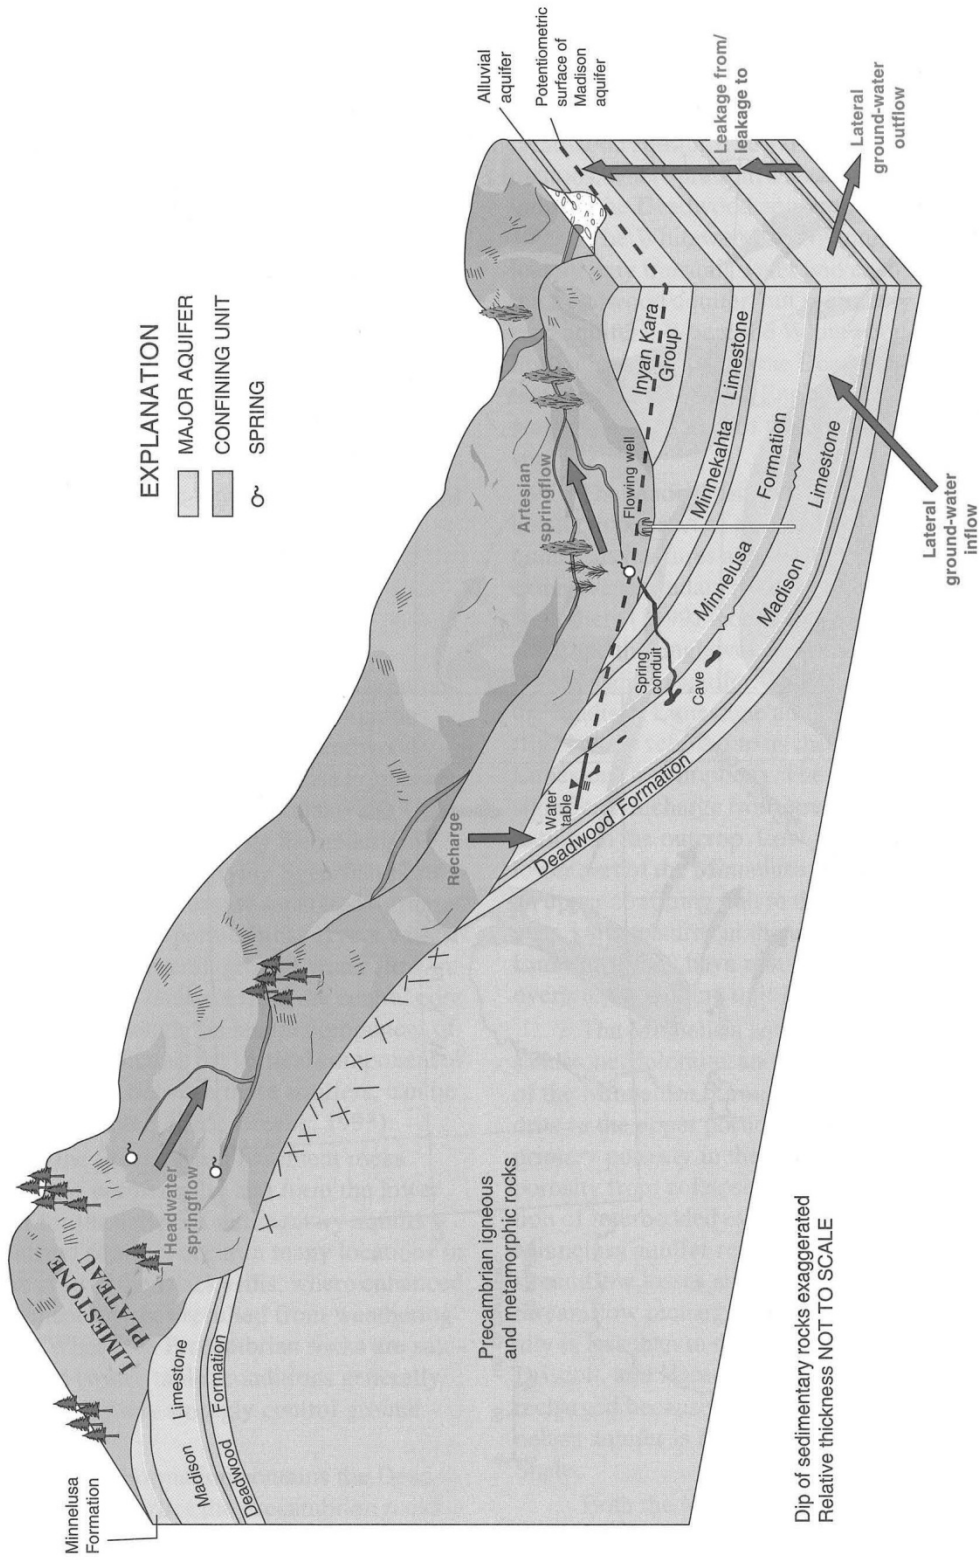 EXPLANATION
MAJOR AQUIFER
CONFINING UNIT
SPRING
Minnelusa
Formation
LIMESTONE
PLATEAU
Headwater
springflow
Madison
Limestone
Deadwood
Formation
Precambrian igneous
and metamorphic rocks
Recharge
Water
table
Deadwood Formation
Artesian
springflow
Flowing well
Spring
conduit
Cave
Alluvial
aquifer
Potentiometric
surface of
Madison
aquifer
Inyan Kara
Group
Minnekahta
Limestone
Minnelusa
Formation
Madison
Limestone
Leakage from/
leakage to
Lateral
ground-water
outflow
Lateral
ground-water
inflow
Dip of sedimentary rocks exaggerated
Relative thickness NOT TO SCALE